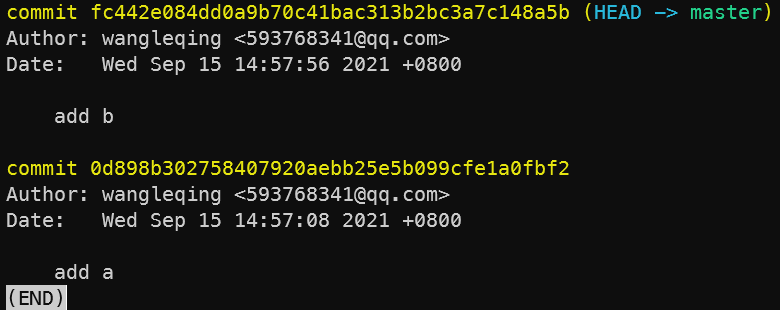 commit fc442e084dd0a9b70c41bac313b2bc3a7c148a5b (HEAD -> master)
Author: wangleqing <593768341@qq.com>
Date:   Wed Sep 15 14:57:56 2021 +0800
    add b
commit 0d898b302758407920aebb25e5b099cfe1a0fbf2
Author: wangleqing <593768341@qq.com>
Date:   Wed Sep 15 14:57:08 2021 +0800
    add a
(END)